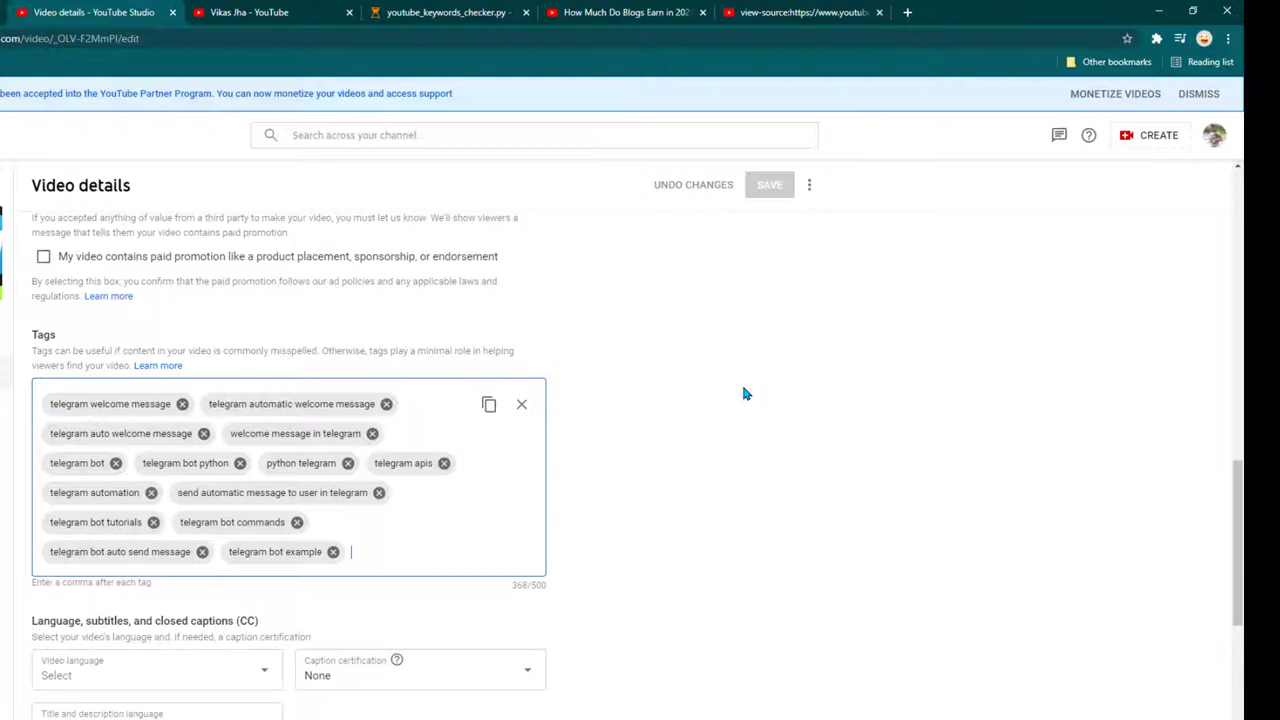 Video details - YouTube Studio
Vikas Jha - YouTube
youtube_keywords_checker.py -
How Much Do Blogs Earn in 202
view-source:https://www.youtub
com/video/_OLV-F2MmPI/edit
Other bookmarks
Reading list
been accepted into the YouTube Partner Program. You can now monetize your videos and access support
MONETIZE VIDEOS
DISMISS
Search across your channel
CREATE
Video details
UNDO CHANGES
SAVE
If you accepted anything of value from a third party to make your video, you must let us know. We'll show viewers a
message that tells them your video contains paid promotion.
My video contains paid promotion like a product placement, sponsorship, or endorsement
By selecting this box, you confirm that the paid promotion follows our ad policies and any applicable laws and
regulations. Learn more
Tags
Tags can be useful if content in your video is commonly misspelled. Otherwise, tags play a minimal role in helping
viewers find your video. Learn more
telegram welcome message
telegram automatic welcome message
telegram auto welcome message
welcome message in telegram
telegram bot
telegram bot python
python telegram
telegram apis
telegram automation
send automatic message to user in telegram
telegram bot tutorials
telegram bot commands
telegram bot auto send message
telegram bot example
Enter a comma after each tag
368/500
Language, subtitles, and closed captions (CC)
Select your video's language and, if needed, a caption certification
Video language
Select
Caption certification
None
Title and description language